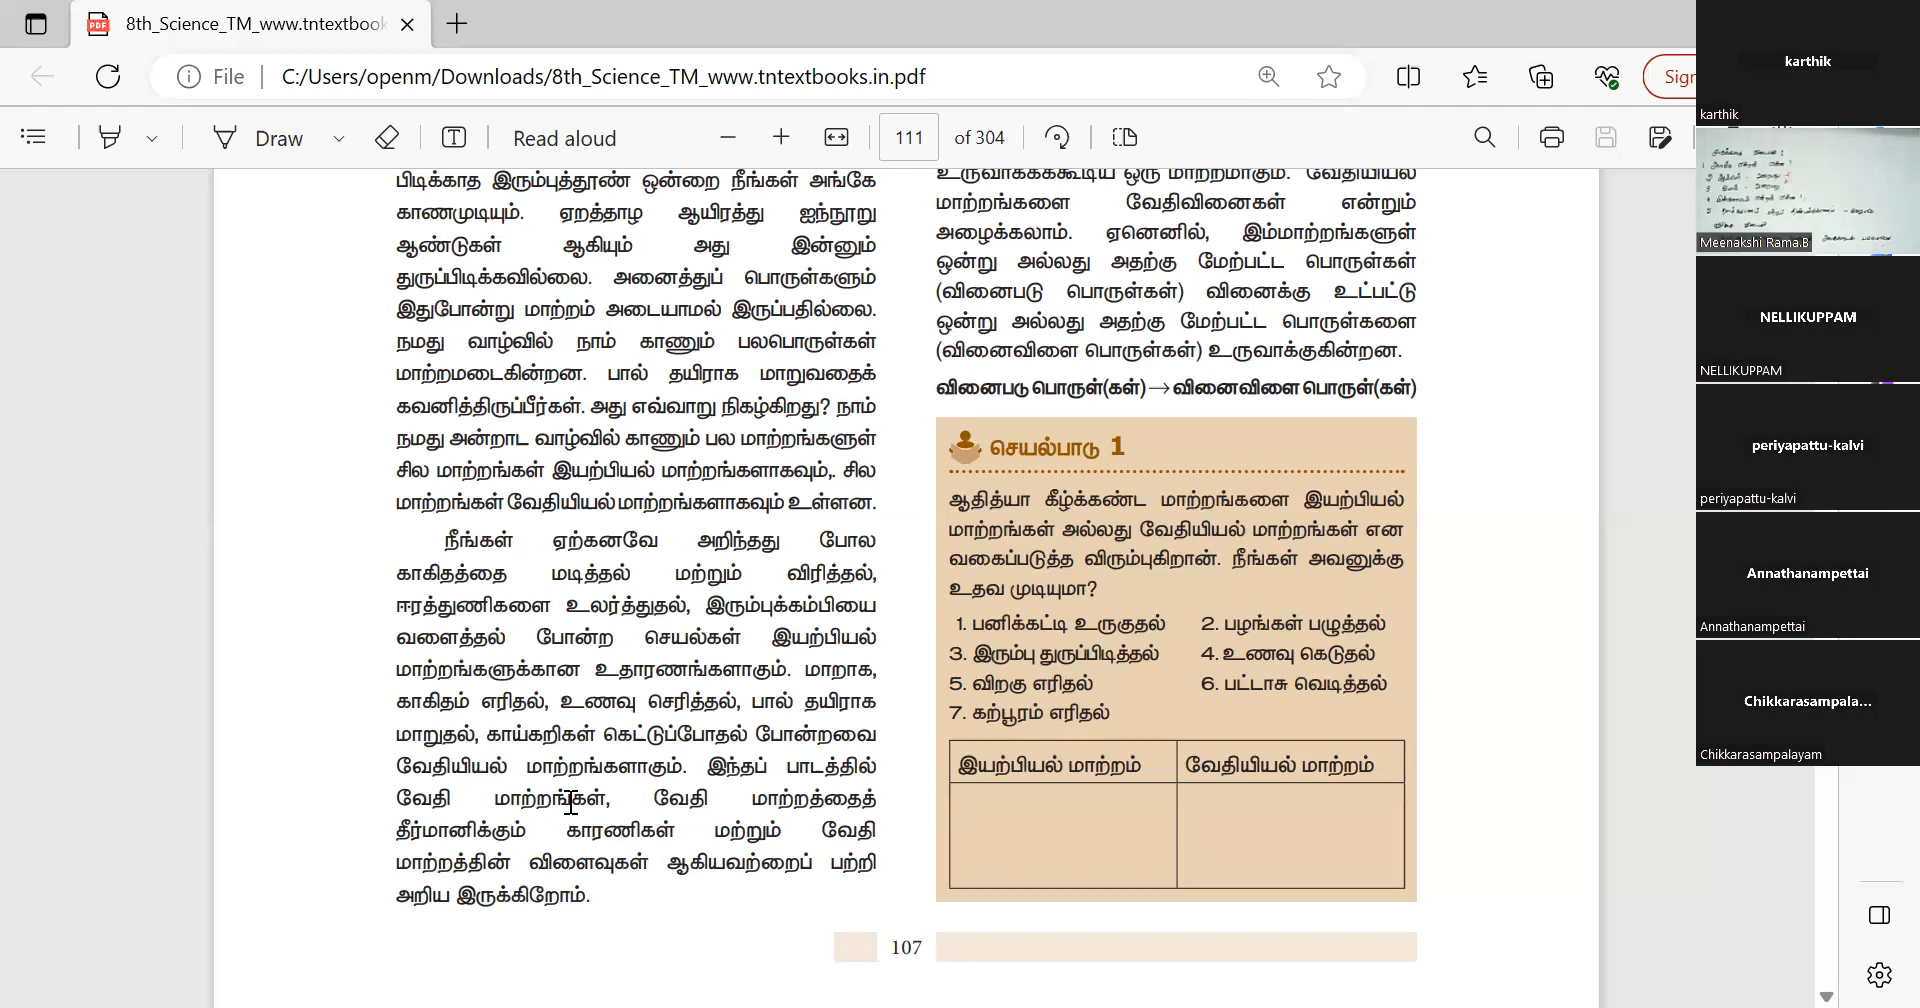 8th_Science_TM_www.tntextbook
File C:/Users/openm/Downloads/8th_Science_TM_www.tntextbooks.in.pdf
Sign
Draw Read aloud 111 of 304
பிடிக்காத இரும்புத்தூண் ஒன்றை நீங்கள் அங்கே
காணமுடியும். ஏறத்தாழ ஆயிரத்து ஐந்நூறு
ஆண்டுகள் ஆகியும் அது இன்னும்
துருப்பிடிக்கவில்லை. அனைத்துப் பொருள்களும்
இதுபோன்று மாற்றம் அடையாமல் இருப்பதில்லை.
நமது வாழ்வில் நாம் காணும் பலபொருள்கள்
மாற்றமடைகின்றன. பால் தயிராக மாறுவதைக்
கவனித்திருப்பீர்கள். அது எவ்வாறு நிகழ்கிறது? நாம்
நமது அன்றாட வாழ்வில் காணும் பல மாற்றங்களுள்
சில மாற்றங்கள் இயற்பியல் மாற்றங்களாகவும்,. சில
மாற்றங்கள் வேதியியல் மாற்றங்களாகவும் உள்ளன.
நீங்கள் ஏற்கனவே அறிந்தது போல
காகிதத்தை மடித்தல் மற்றும் விரித்தல்,
ஈரத்துணிகளை உலர்த்துதல், இரும்புக்கம்பியை
வளைத்தல் போன்ற செயல்கள் இயற்பியல்
மாற்றங்களுக்கான உதாரணங்களாகும். மாறாக,
காகிதம் எரிதல், உணவு செரித்தல், பால் தயிராக
மாறுதல், காய்கறிகள் கெட்டுப்போதல் போன்றவை
வேதியியல் மாற்றங்களாகும். இந்தப் பாடத்தில்
வேதி மாற்றங்கள், வேதி மாற்றத்தைத்
தீர்மானிக்கும் காரணிகள் மற்றும் வேதி
மாற்றத்தின் விளைவுகள் ஆகியவற்றைப் பற்றி
அறிய இருக்கிறோம்.
உருவாக்கக்கூடிய ஒரு மாற்றமாகும். வேதியியல்
மாற்றங்களை வேதிவினைகள் என்றும்
அழைக்கலாம். ஏனெனில், இம்மாற்றங்களுள்
ஒன்று அல்லது அதற்கு மேற்பட்ட பொருள்கள்
(வினைபடு பொருள்கள்) வினைக்கு உட்பட்டு
ஒன்று அல்லது அதற்கு மேற்பட்ட பொருள்களை
(வினைவிளை பொருள்கள்) உருவாக்குகின்றன.
வினைபடு பொருள்(கள்) → வினைவிளை பொருள்(கள்)
செயல்பாடு 1
ஆதித்யா கீழ்க்கண்ட மாற்றங்களை இயற்பியல்
மாற்றங்கள் அல்லது வேதியியல் மாற்றங்கள் என
வகைப்படுத்த விரும்புகிறான். நீங்கள் அவனுக்கு
உதவ முடியுமா?
1. பனிக்கட்டி உருகுதல் 2. பழங்கள் பழுத்தல்
3. இரும்பு துருப்பிடித்தல் 4. உணவு கெடுதல்
5. விறகு எரிதல் 6. பட்டாசு வெடித்தல்
7. கற்பூரம் எரிதல்
இயற்பியல் மாற்றம் வேதியியல் மாற்றம்
107
karthik
karthik
Meenakshi Rama.B
NELLIKUPPAM
NELLIKUPPAM
periyapattu-kalvi
periyapattu-kalvi
Annathanampettai
Annathanampettai
Chikkarasampala...
Chikkarasampalayam